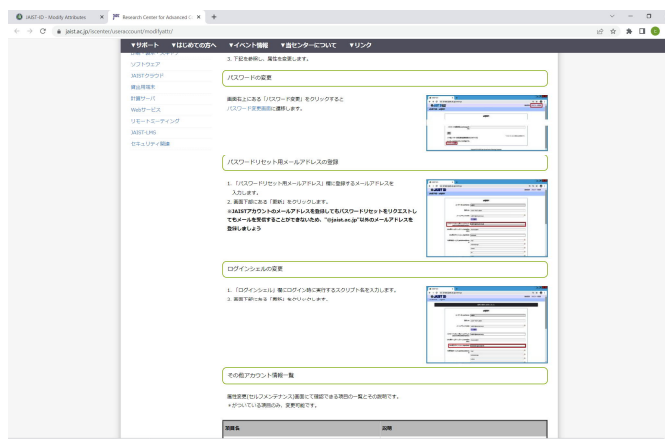 JAIST-ID - Modify Attributes
Research Center for Advanced C
jaist.ac.jp/iscenter/useraccount/modifyattr/
▼サポート ▼はじめての方へ ▼イベント情報 ▼当センターについて ▼リンク
ソフトウェア
JAISTクラウド
貸出用端末
計算サーバ
Webサービス
リモートミーティング
JAIST-LMS
セキュリティ関連
3. 下記を参照し、属性を変更します。
パスワードの変更
画面右上にある「パスワード変更」をクリックすると
パスワード変更画面に遷移します。
パスワードリセット用メールアドレスの登録
1. 「パスワードリセット用メールアドレス」欄に登録するメールアドレスを
入力します。
2. 画面下部にある「更新」をクリックします。
※JAISTアカウントのメールアドレスを登録してもパスワードリセットをリクエストし
てもメールを受信することができないため、"@jaist.ac.jp"以外のメールアドレスを
登録しましょう
ログインシェルの変更
1. 「ログインシェル」欄にログイン時に実行するスクリプト名を入力します。
2. 画面下部にある「更新」をクリックします。
その他アカウント情報一覧
属性変更(セルフメンテナンス)画面にて確認できる項目の一覧とその説明です。
*がついている項目のみ、変更可能です。
項目名 説明